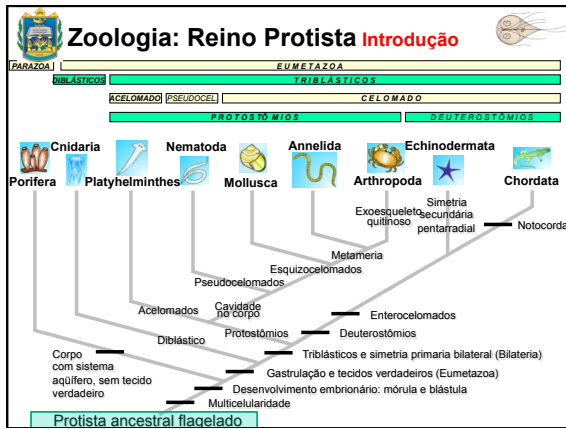 Zoologia: Reino Protista Introdução
PARAZOA
EUMETAZOA
DIBLÁSTICOS
TRIBLÁSTICOS
ACELOMADO
PSEUDOCEL
CELOMADO
PROTOSTÔMIOS
DEUTEROSTÔMIOS
Porifera
Cnidaria
Platyhelminthes
Nematoda
Mollusca
Annelida
Arthropoda
Echinodermata
Chordata
Exoesqueleto
quitinoso
Simetria
secundária
pentarradial
Notocorda
Metameria
Esquizocelomados
Pseudocelomados
Cavidade
no corpo
Acelomados
Enterocelomados
Protostômios
Deuterostômios
Diblástico
Triblásticos e simetria primaria bilateral (Bilateria)
Corpo
com sistema
aqüífero, sem tecido
verdadeiro
Gastrulação e tecidos verdadeiros (Eumetazoa)
Desenvolvimento embrionário: mórula e blástula
Multicelularidade
Protista ancestral flagelado